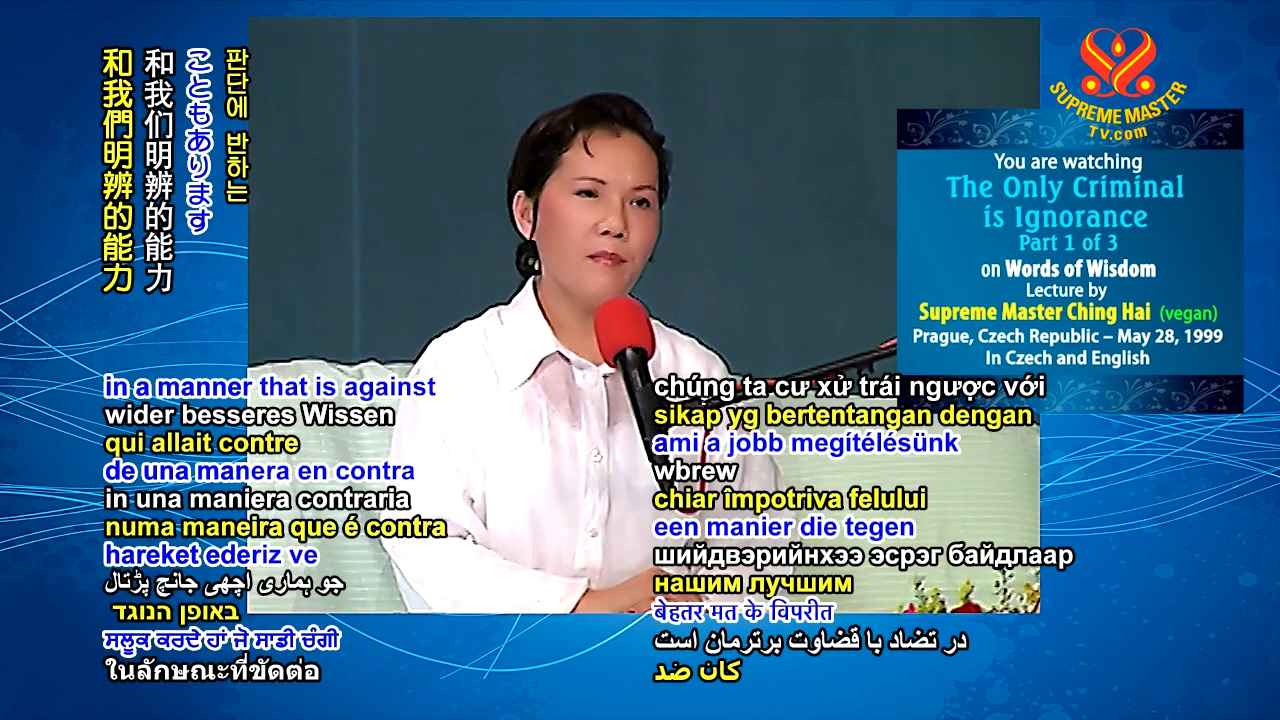 和我們明辨的能力
和我们明辨的能力
こともあります
판단에 반하는
SUPREME MASTER
Tv.com
You are watching
The Only Criminal
is Ignorance
Part 1 of 3
on Words of Wisdom
Lecture by
Supreme Master Ching Hai (vegan)
Prague, Czech Republic – May 28, 1999
In Czech and English
in a manner that is against
wider besseres Wissen
qui allait contre
de una manera en contra
in una maniera contraria
numa maneira que é contra
hareket ederiz ve
جو ہماری اچھی جانچ پڑتال
באופן הנוגד
ਸਲੂਕ ਕਰਦੇ ਹਾਂ ਜੋ ਸਾਡੀ ਚੰਗੀ
ในลักษณะที่ขัดต่อ
chúng ta cư xử trái ngược với
sikap yg bertentangan dengan
ami a jobb megítélésünk
wbrew
chiar împotriva felului
een manier die tegen
шийдвэрийнхээ эсрэг байдлаар
нашим лучшим
बेहतर मत के विपरीत
در تضاد با قضاوت برترمان است
كان ضد